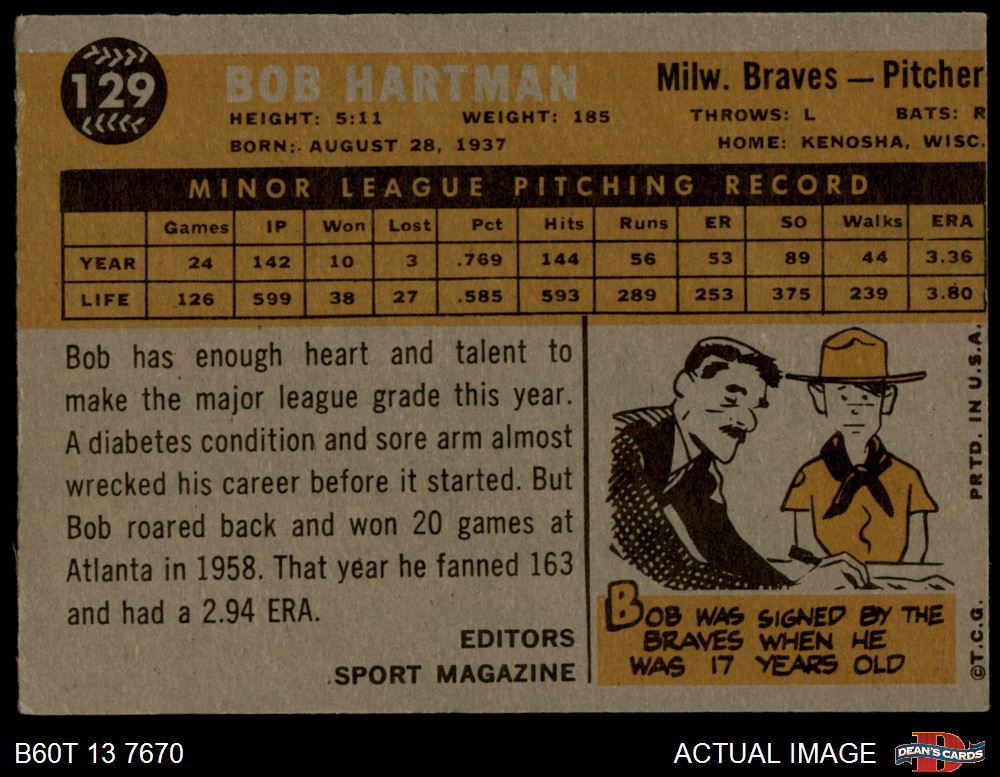 129
BOB HARTMAN
Milw. Braves — Pitcher
HEIGHT: 5:11 WEIGHT: 185 THROWS: L BATS: R
BORN: AUGUST 28, 1937 HOME: KENOSHA, WISC.
MINOR LEAGUE PITCHING RECORD
Games IP Won Lost Pct Hits Runs ER SO Walks ERA
YEAR 24 142 10 3 .769 144 56 53 89 44 3.36
LIFE 126 599 38 27 .585 593 289 253 375 239 3.80
Bob has enough heart and talent to
make the major league grade this year.
A diabetes condition and sore arm almost
wrecked his career before it started. But
Bob roared back and won 20 games at
Atlanta in 1958. That year he fanned 163
and had a 2.94 ERA.
EDITORS
SPORT MAGAZINE
BOB WAS SIGNED BY THE
BRAVES WHEN HE
WAS 17 YEARS OLD
PRTD. IN U.S.A.
©T.C.G.
B60T 13 7670
ACTUAL IMAGE
DEAN'S CARDS